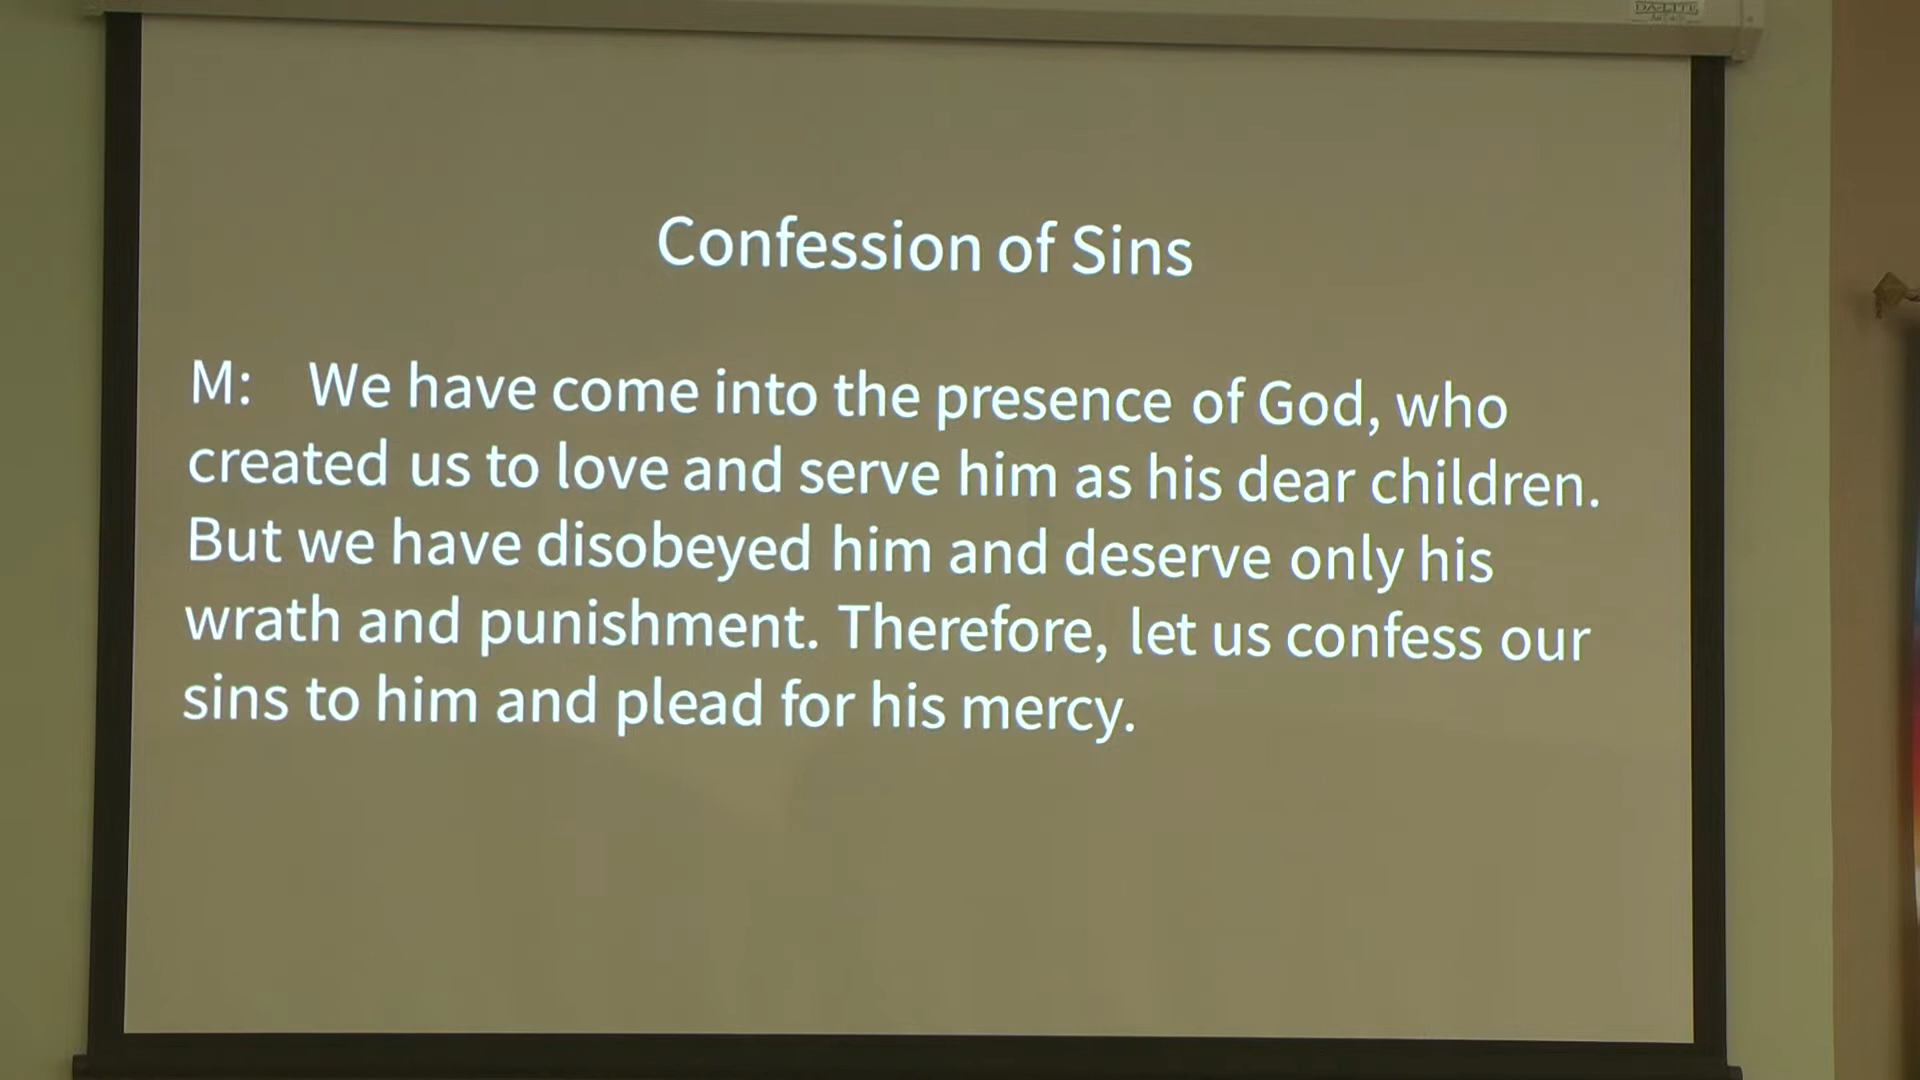 DA-LITE
Confession of Sins
M: We have come into the presence of God, who
created us to love and serve him as his dear children.
But we have disobeyed him and deserve only his
wrath and punishment. Therefore, let us confess our
sins to him and plead for his mercy.